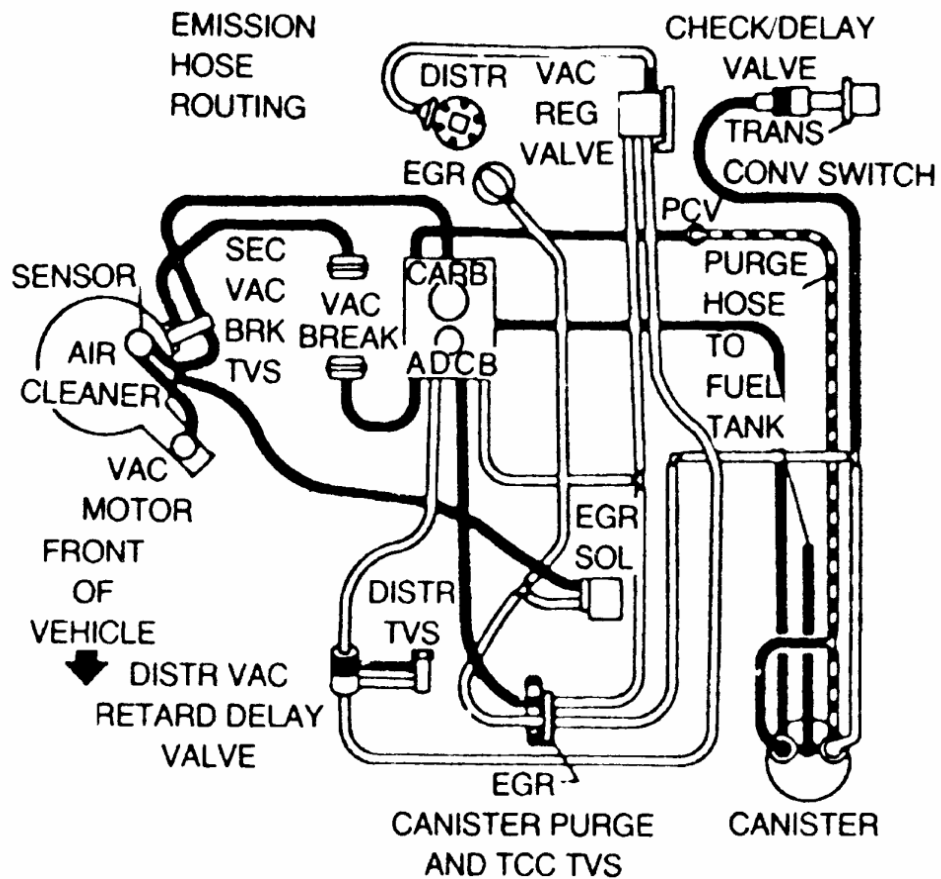 EMISSION
HOSE
ROUTING
DISTR
VAC
REG
VALVE
CHECK/DELAY
VALVE
TRANS
CONV SWITCH
EGR
PCV
SENSOR
SEC
VAC
BRK
TVS
VAC
BREAK
CARB
PURGE
HOSE
TO
FUEL
TANK
AIR
CLEANER
ADCB
VAC
MOTOR
FRONT
OF
VEHICLE
EGR
SOL
DISTR
TVS
DISTR VAC
RETARD DELAY
VALVE
EGR
CANISTER PURGE
AND TCC TVS
CANISTER